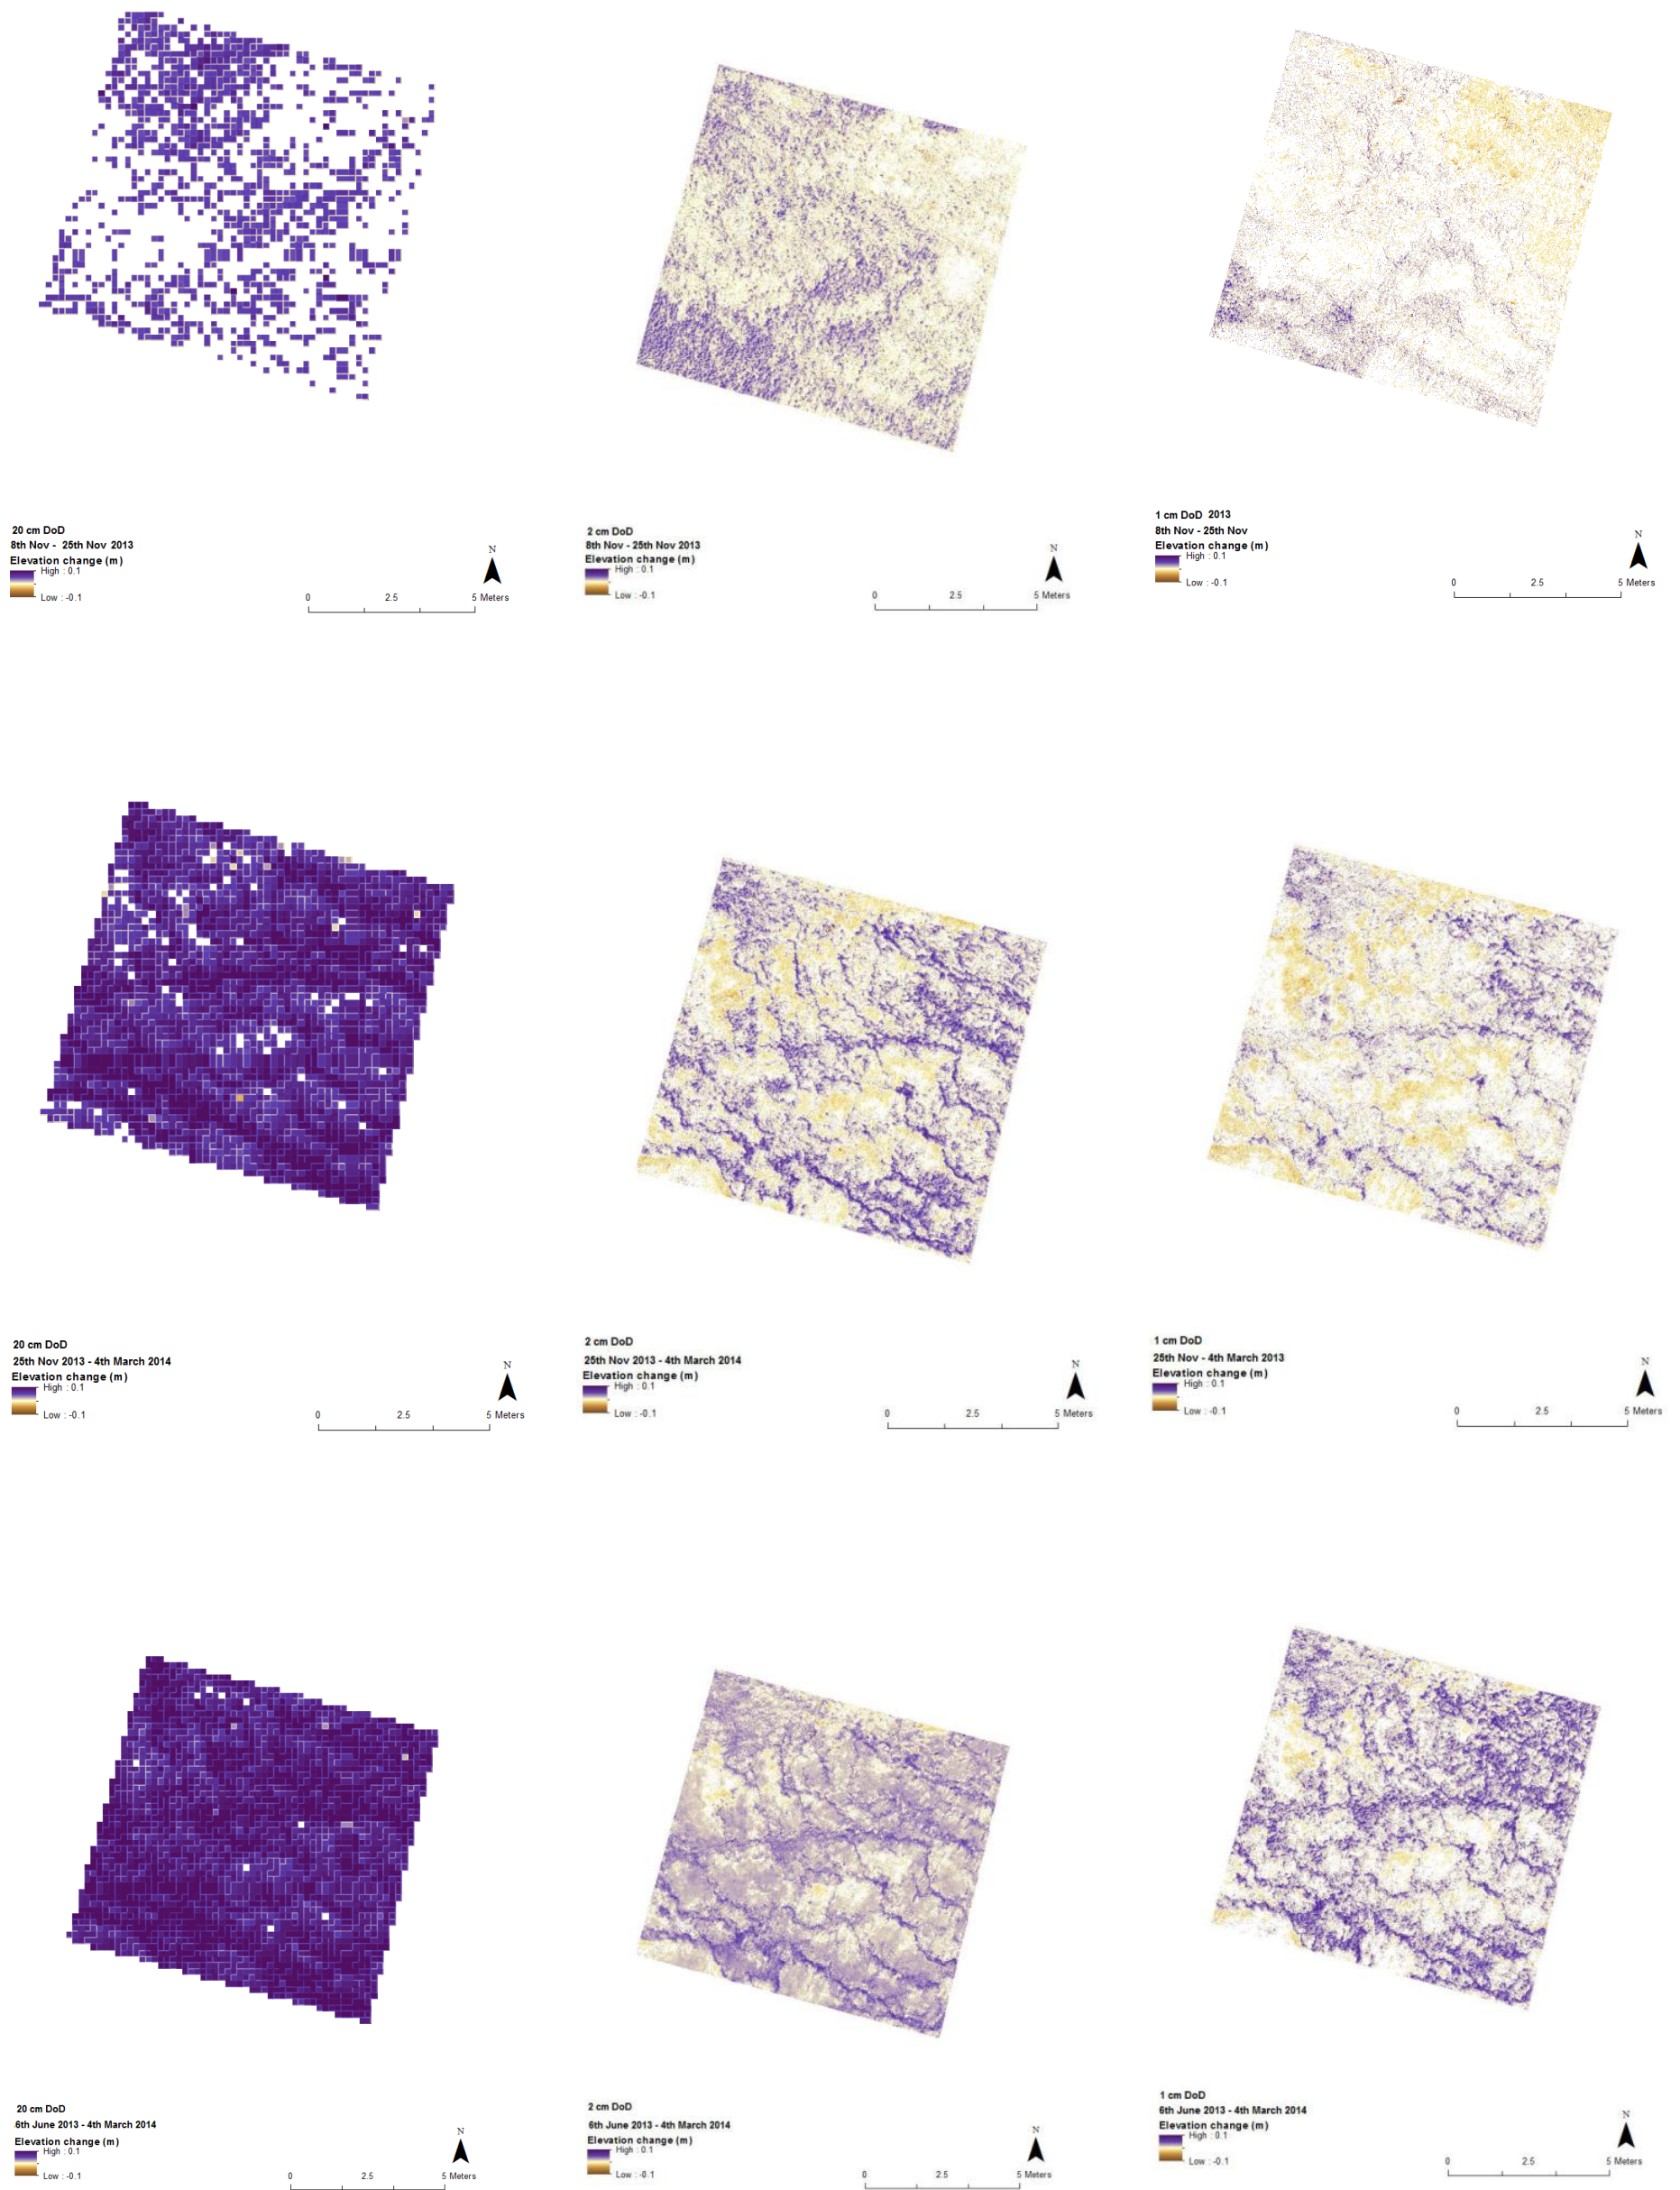 20 cm DoD
8th Nov - 25th Nov 2013
Elevation change (m)
High : 0.1
Low : -0.1
N
0 2.5 5 Meters
2 cm DoD
8th Nov - 25th Nov 2013
Elevation change (m)
High : 0.1
Low : -0.1
N
0 2.5 5 Meters
1 cm DoD 2013
8th Nov - 25th Nov
Elevation change (m)
High : 0.1
Low : -0.1
N
0 2.5 5 Meters
20 cm DoD
25th Nov 2013 - 4th March 2014
Elevation change (m)
High : 0.1
Low : -0.1
N
0 2.5 5 Meters
2 cm DoD
25th Nov 2013 - 4th March 2014
Elevation change (m)
High : 0.1
Low : -0.1
N
0 2.5 5 Meters
1 cm DoD
25th Nov - 4th March 2013
Elevation change (m)
High : 0.1
Low : -0.1
N
0 2.5 5 Meters
20 cm DoD
6th June 2013 - 4th March 2014
Elevation change (m)
High : 0.1
Low : -0.1
N
0 2.5 5 Meters
2 cm DoD
6th June 2013 - 4th March 2014
Elevation change (m)
High : 0.1
Low : -0.1
N
0 2.5 5 Meters
1 cm DoD
6th June 2013 - 4th March 2014
Elevation change (m)
High : 0.1
Low : -0.1
N
0 2.5 5 Meters